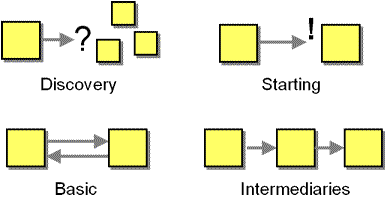 ?
!
Discovery
Starting
Basic
Intermediaries